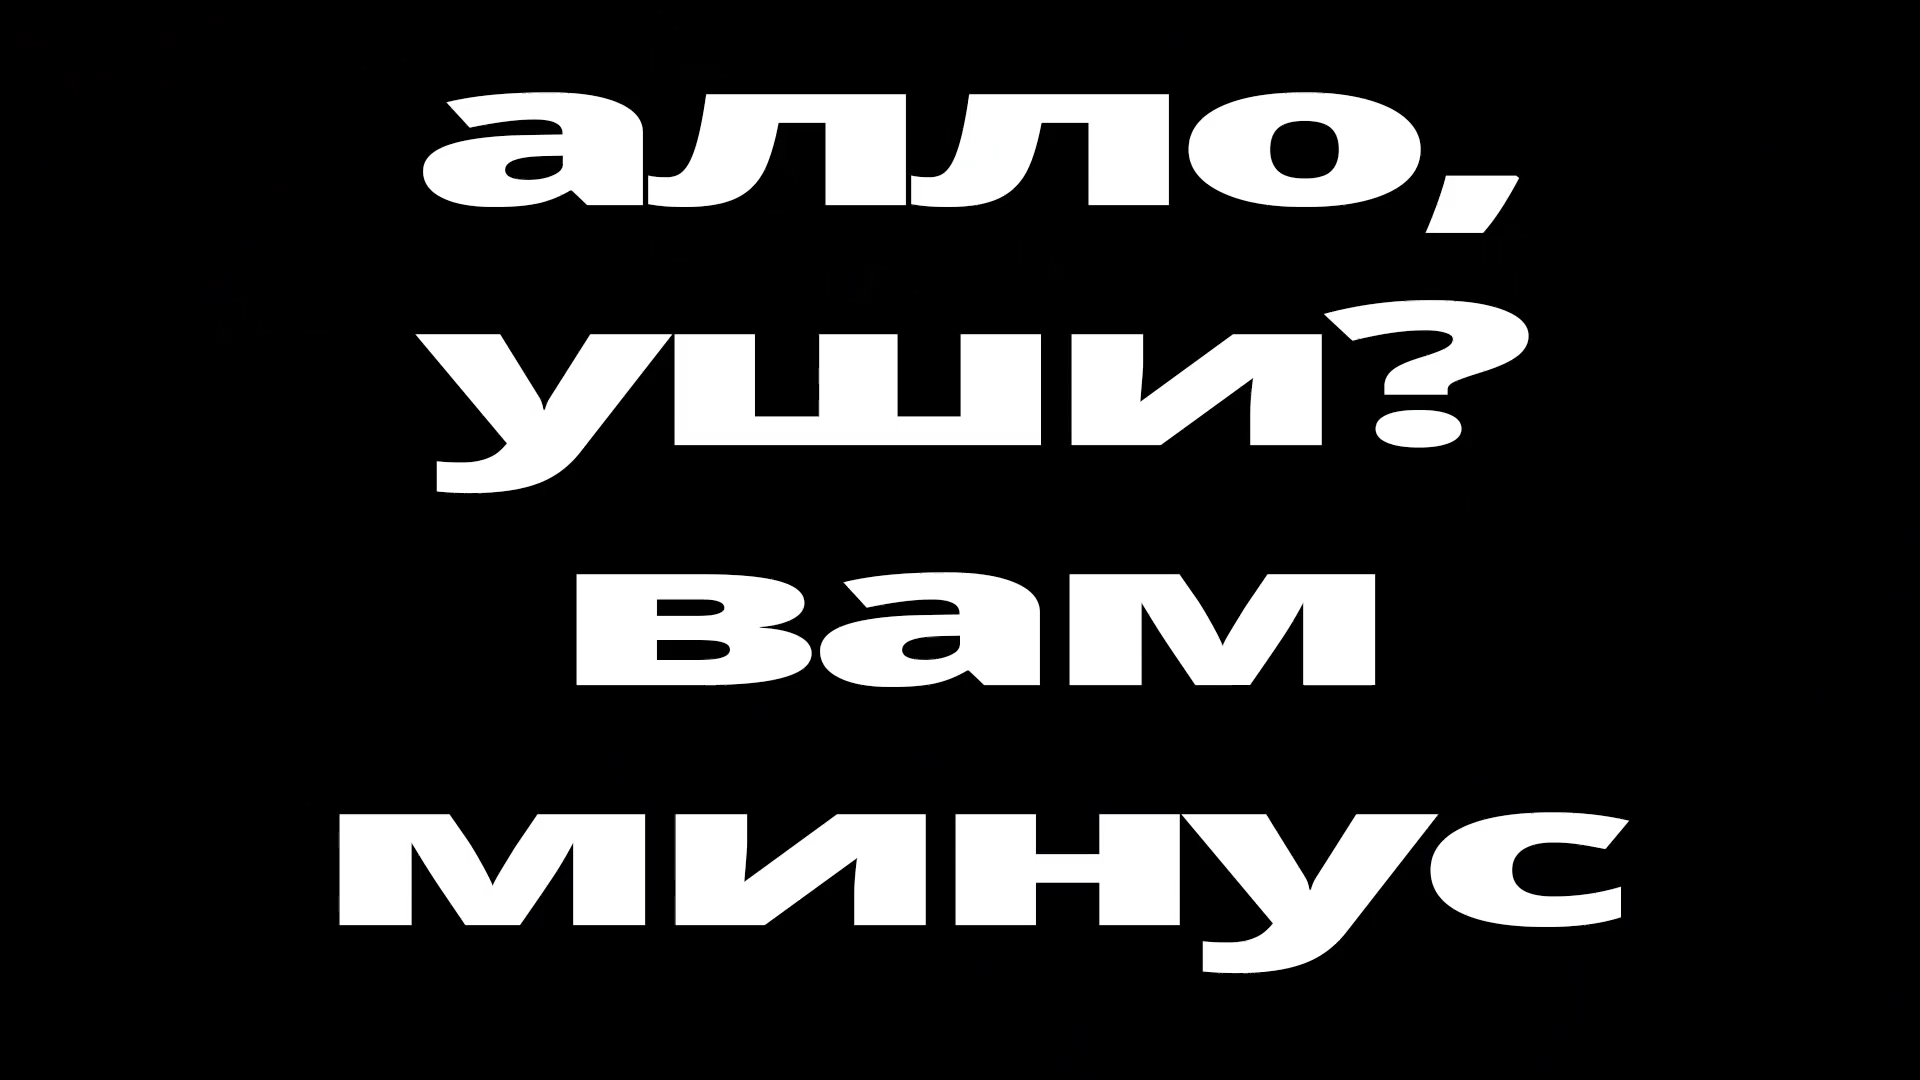 алло,
уши?
вам
минус